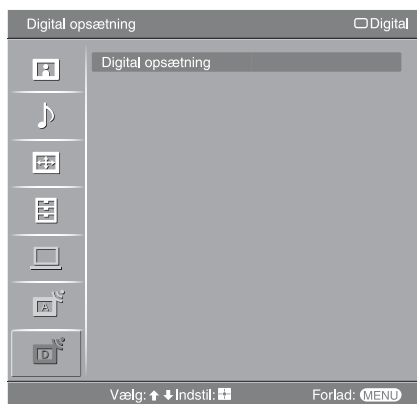 Digital opsætning Digital
Digital opsætning
A
D
Vælg: Indstil: Forlad: MENU